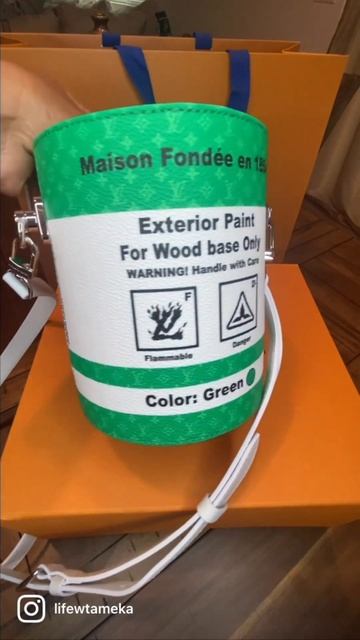 Maison Fondée en
Exterior Paint
For Wood base Only
WARNING! Handle with Care
F
Flammable
Danger
Color: Green
lifewtameka